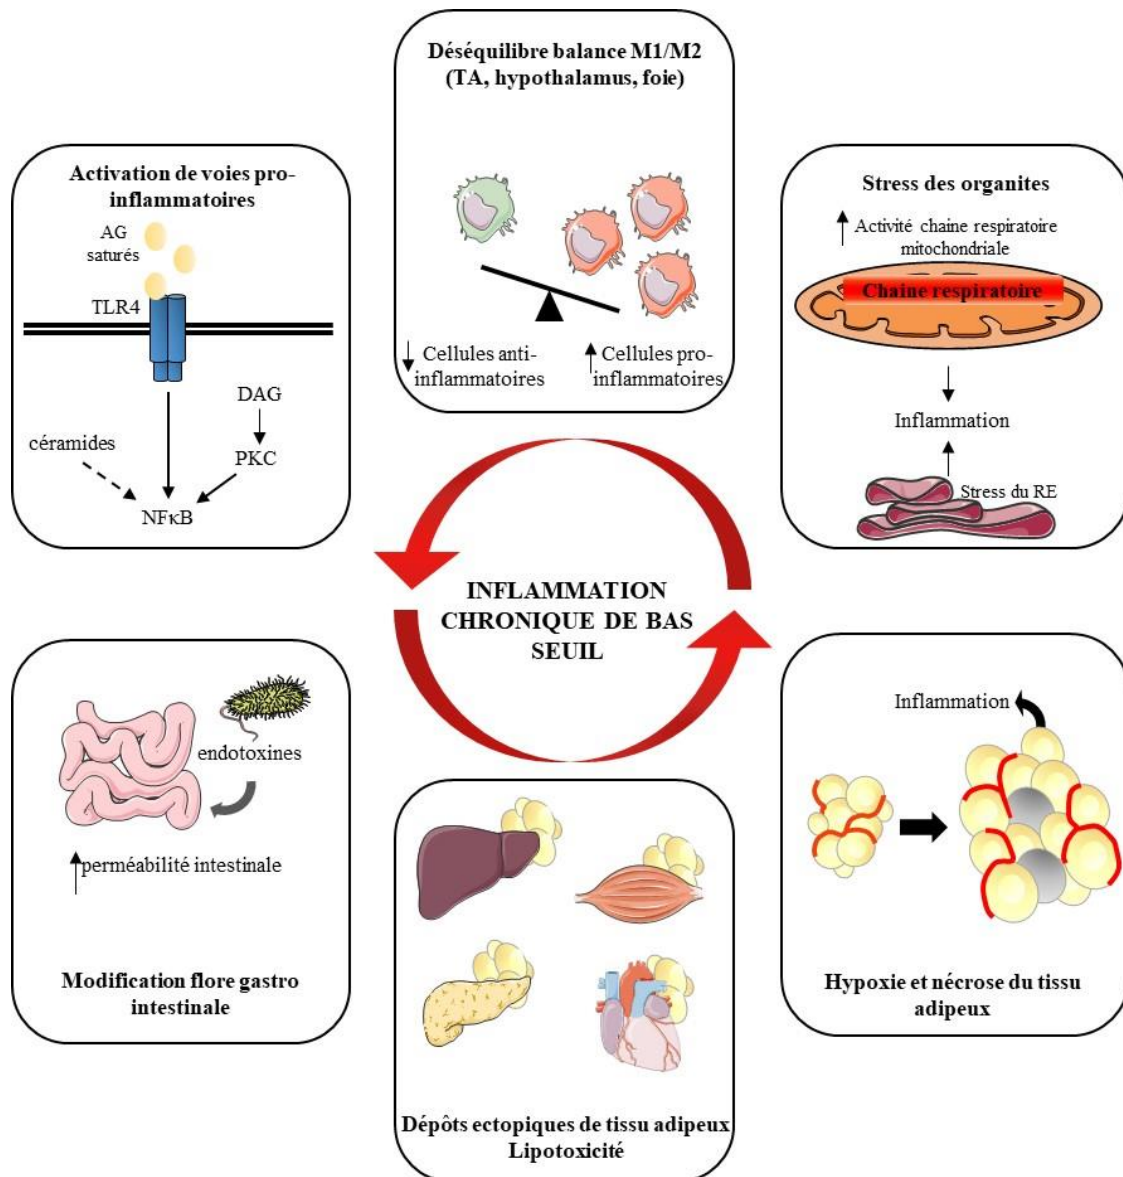 Déséquilibre balance M1/M2
(TA, hypothalamus, foie)
Cellules anti-
inflammatoires
Cellules pro-
inflammatoires
Activation de voies pro-
inflammatoires
AG
saturés
TLR4
DAG
céramides
PKC
NFκB
Stress des organites
Activité chaine respiratoire
mitochondriale
Chaine respiratoire
Inflammation
Stress du RE
INFLAMMATION
CHRONIQUE DE BAS
SEUIL
endotoxines
perméabilité intestinale
Modification flore gastro
intestinale
Dépôts ectopiques de tissu adipeux
Lipotoxicité
Inflammation
Hypoxie et nécrose du tissu
adipeux